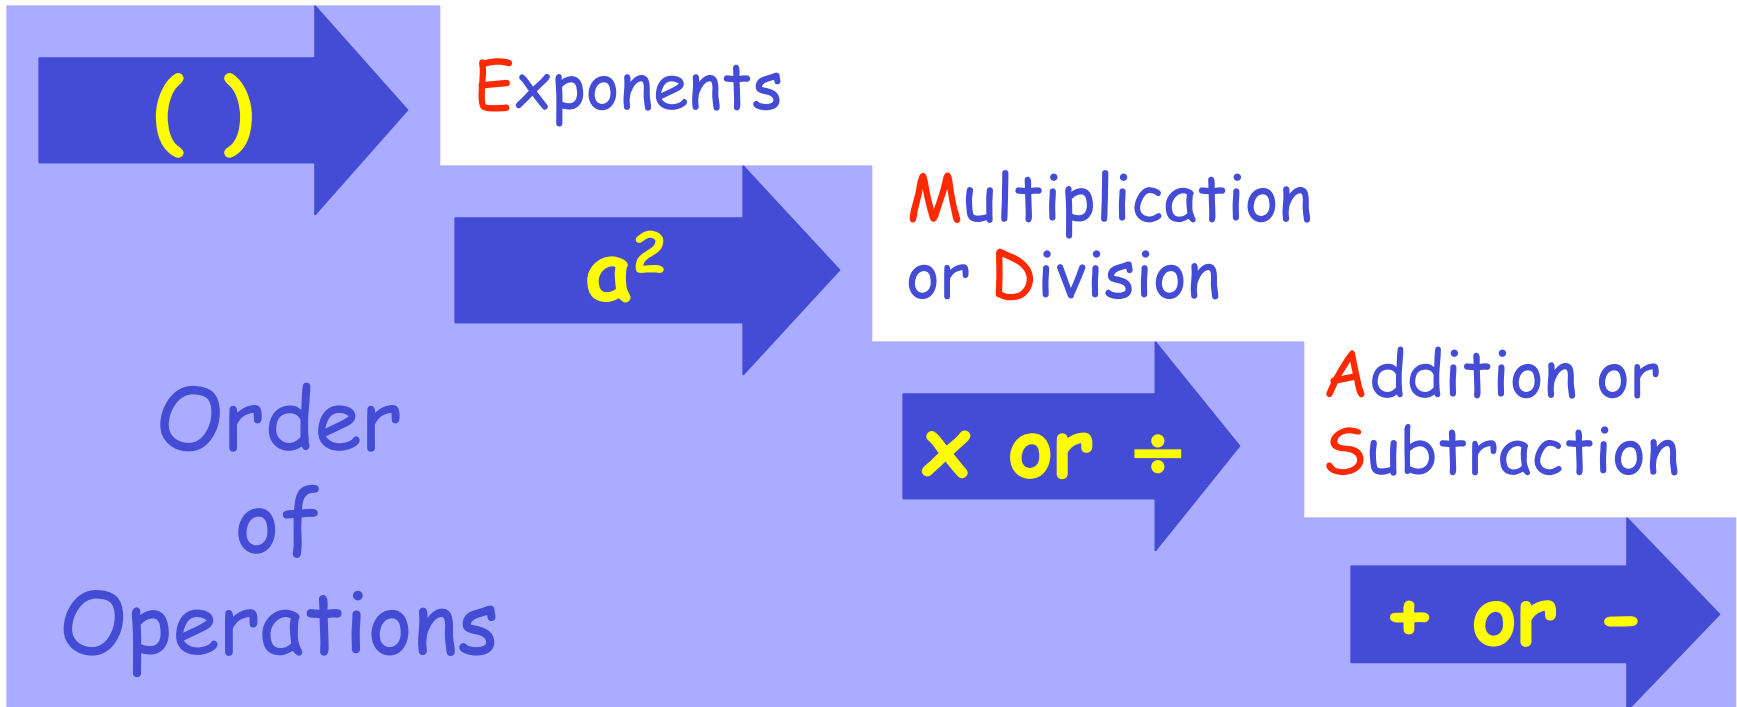 ( )
Exponents
a²
Multiplication
or Division
x or ÷
Addition or
Subtraction
+ or -
Order
of
Operations